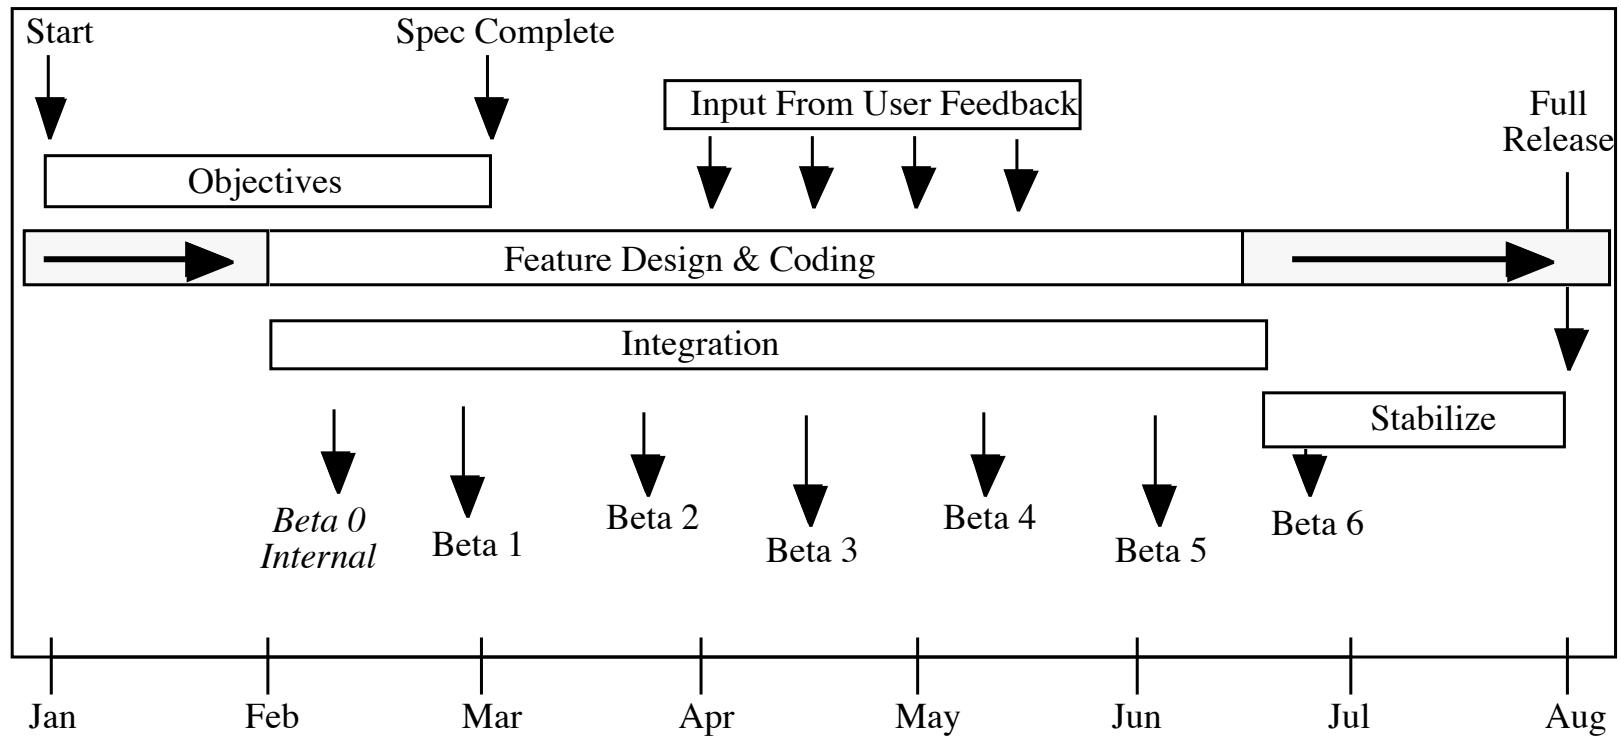 Start
Spec Complete
Input From User Feedback
Full
Release
Objectives
Feature Design & Coding
Integration
Stabilize
Beta 0
Internal
Beta 1
Beta 2
Beta 3
Beta 4
Beta 5
Beta 6
Jan
Feb
Mar
Apr
May
Jun
Jul
Aug